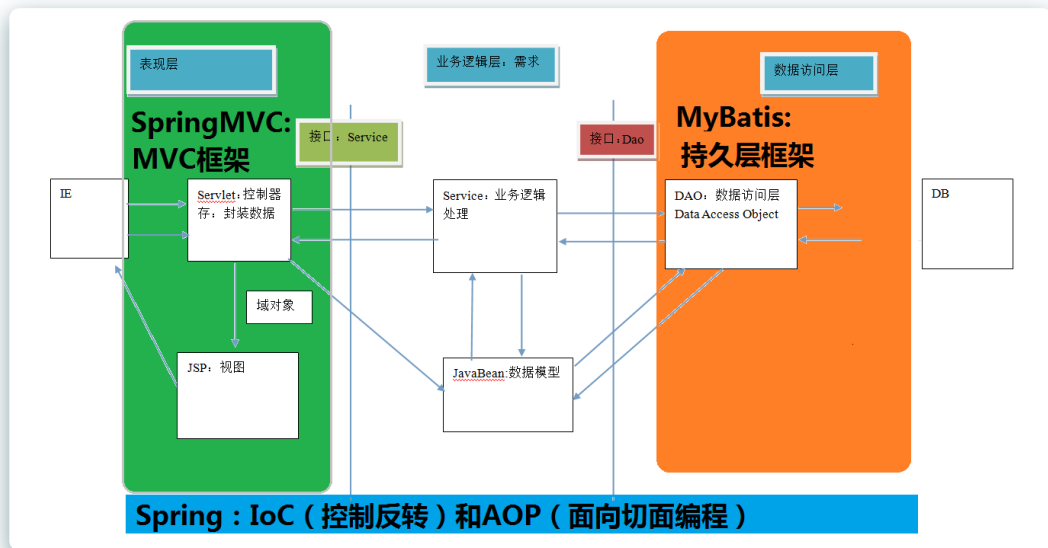 表现层
业务逻辑层：需求
数据访问层
SpringMVC:
MVC框架
接口：Service
接口：Dao
MyBatis:
持久层框架
IE
Servlet：控制器
存：封装数据
Service：业务逻辑
处理
DAO：数据访问层
Data Access Object
DB
域对象
JSP：视图
JavaBean:数据模型
Spring：IoC（控制反转）和AOP（面向切面编程）